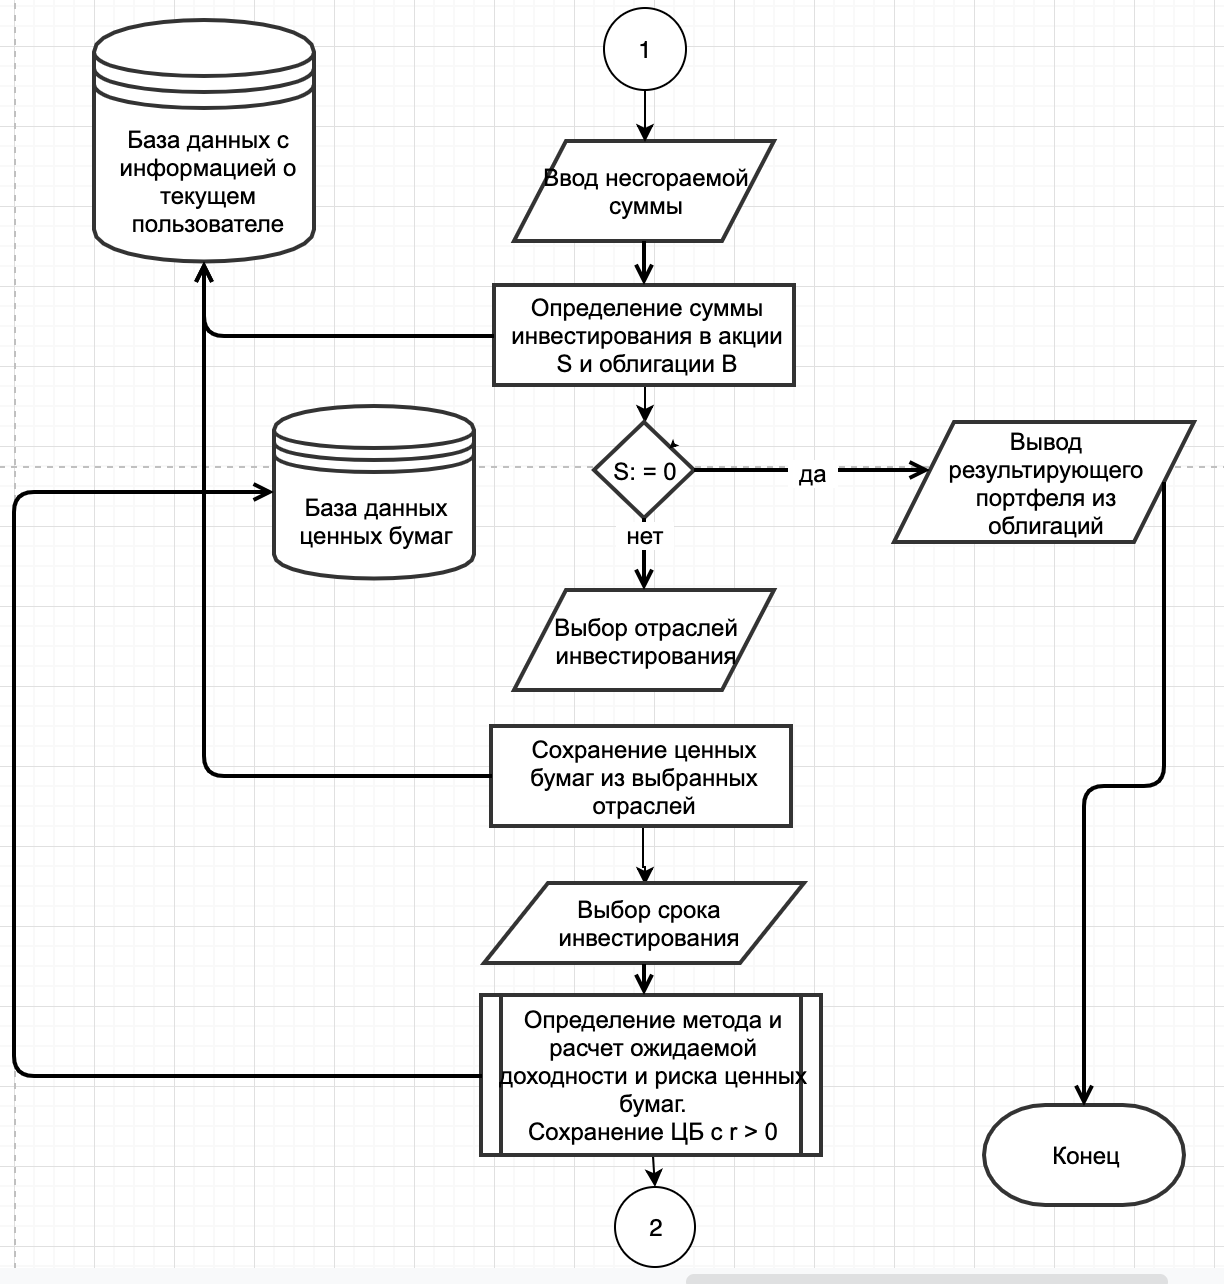 1
База данных с
информацией о
текущем
пользователе
Ввод несгораемой
суммы
Определение суммы
инвестирования в акции
S и облигации B
S: = 0
да
Вывод
результирующего
портфеля из
облигаций
База данных
ценных бумаг
нет
Выбор отраслей
инвестирования
Сохранение ценных
бумаг из выбранных
отраслей
Выбор срока
инвестирования
Определение метода и
расчет ожидаемой
доходности и риска ценных
бумаг.
Сохранение ЦБ с r > 0
Конец
2